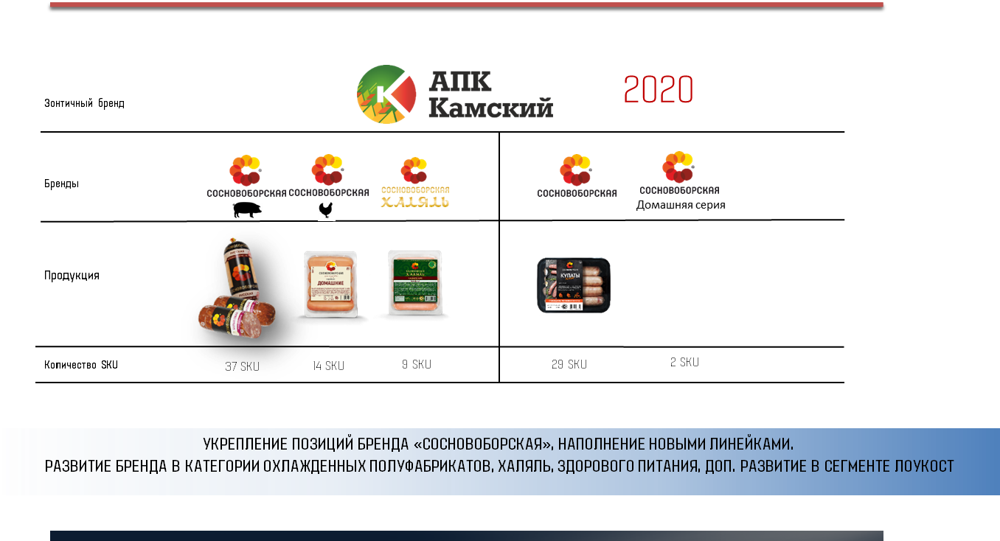 АПК
Камский
2020
Зонтичный бренд
Бренды
СОСНОВОБОРСКАЯ
СОСНОВОБОРСКАЯ
СОСНОВОБОРСКАЯ
ХАЛЯЛЬ
СОСНОВОБОРСКАЯ
СОСНОВОБОРСКАЯ
Домашняя серия
Продукция
РУССКАЯ
ДОМАШНИЕ
КУПАТЫ
Количество SKU
37 SKU
14 SKU
9 SKU
29 SKU
2 SKU
УКРЕПЛЕНИЕ ПОЗИЦИЙ БРЕНДА «СОСНОВОБОРСКАЯ», НАПОЛНЕНИЕ НОВЫМИ ЛИНЕЙКАМИ.
РАЗВИТИЕ БРЕНДА В КАТЕГОРИИ ОХЛАЖДЕННЫХ ПОЛУФАБРИКАТОВ, ХАЛЯЛЬ, ЗДОРОВОГО ПИТАНИЯ, ДОП. РАЗВИТИЕ В СЕГМЕНТЕ ЛОУКОСТ